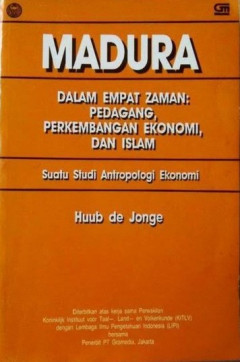 MADURA
DALAM EMPAT ZAMAN:
PEDAGANG,
PERKEMBANGAN EKONOMI,
DAN ISLAM
Suatu Studi Antropologi Ekonomi
Huub de Jonge
Diterbitkan atas kerja sama Perwakilan
Koninklijk Instituut voor Taal-, Land- en Volkenkunde (KITLV)
dengan Lembaga Ilmu Pengetahuan Indonesia (LIPI)
bersama
Penerbit PT Gramedia, Jakarta